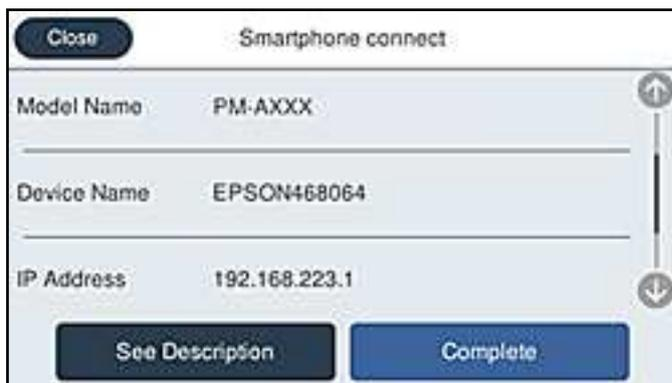 Close Smartphone connect
Model Name PM-AXXX
Device Name EPSON468064
IP Address 192.168.223.1
See Description Complete